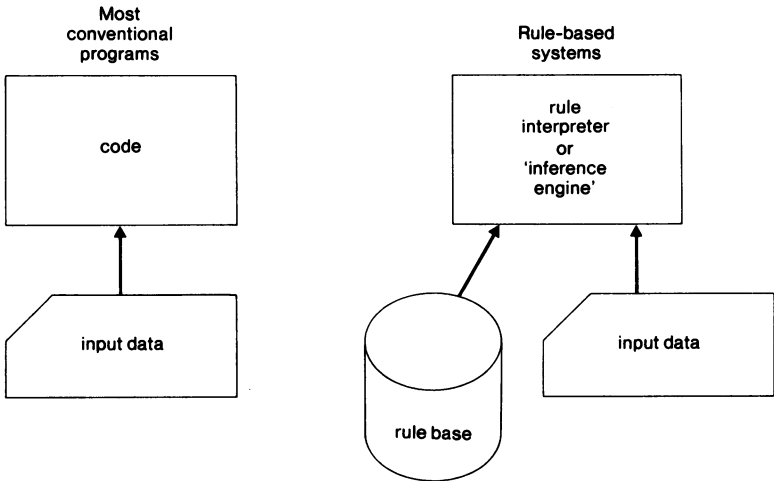 Most
conventional
programs
code
input data
Rule-based
systems
rule
interpreter
or
‘inference
engine’
rule base
input data